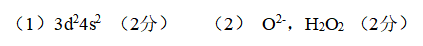 （1）3d²4s² （2分） （2） O²⁻，H₂O₂ （2分）